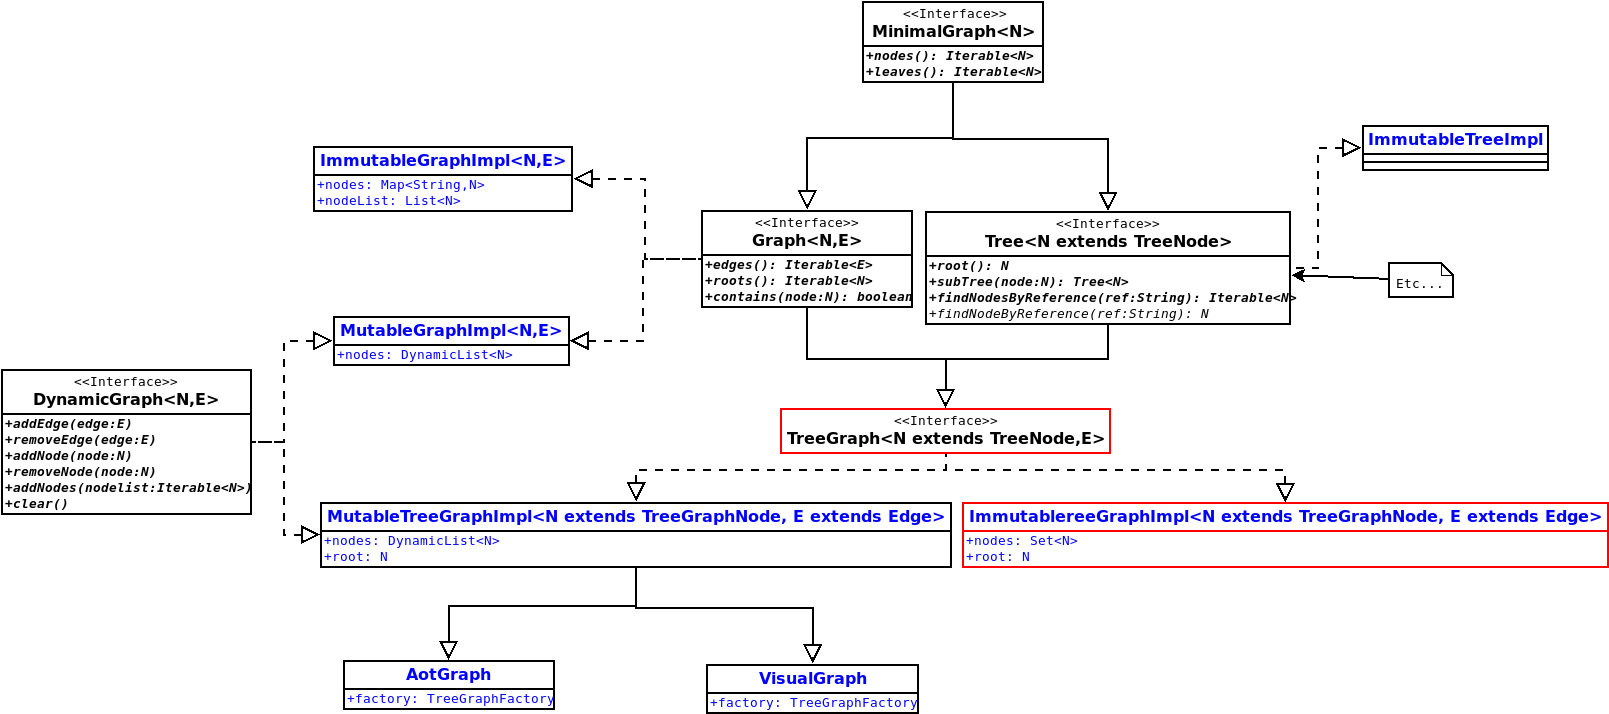 <<Interface>>
MinimalGraph<N>
+nodes(): Iterable<N>
+leaves(): Iterable<N>
ImmutableTreeImpl
ImmutableGraphImpl<N,E>
+nodes: Map<String,N>
+nodeList: List<N>
<<Interface>>
Graph<N,E>
+edges(): Iterable<E>
+roots(): Iterable<N>
+contains(node:N): boolean
<<Interface>>
Tree<N extends TreeNode>
+root(): N
+subTree(node:N): Tree<N>
+findNodesByReference(ref:String): Iterable<N>
+findNodeByReference(ref:String): N
Etc...
MutableGraphImpl<N,E>
+nodes: DynamicList<N>
<<Interface>>
DynamicGraph<N,E>
+addEdge(edge:E)
+removeEdge(edge:E)
+addNode(node:N)
+removeNode(node:N)
+addNodes(nodelist:Iterable<N>)
+clear()
<<Interface>>
TreeGraph<N extends TreeNode,E>
MutableTreeGraphImpl<N extends TreeGraphNode, E extends Edge>
+nodes: DynamicList<N>
+root: N
ImmutablereeGraphImpl<N extends TreeGraphNode, E extends Edge>
+nodes: Set<N>
+root: N
AotGraph
+factory: TreeGraphFactory
VisualGraph
+factory: TreeGraphFactory